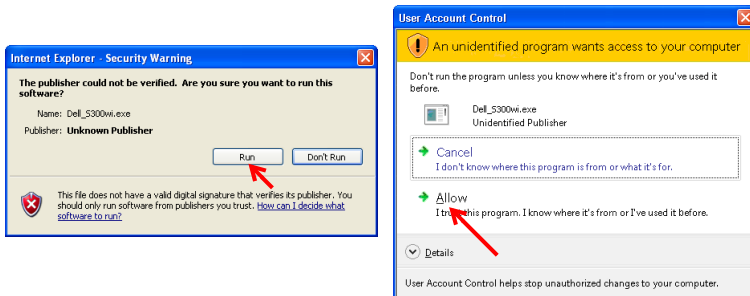 Internet Explorer - Security Warning
The publisher could not be verified. Are you sure you want to run this
software?
Name: Dell_S300wi.exe
Publisher: Unknown Publisher
Run Don't Run
This file does not have a valid digital signature that verifies its publisher. You
should only run software from publishers you trust. How can I decide what
software to run?
User Account Control
An unidentified program wants access to your computer
Don't run the program unless you know where it's from or you've used it
before.
Dell_S300wi.exe
Unidentified Publisher
Cancel
I don't know where this program is from or what it's for.
Allow
I trust this program. I know where it's from or I've used it before.
Details
User Account Control helps stop unauthorized changes to your computer.